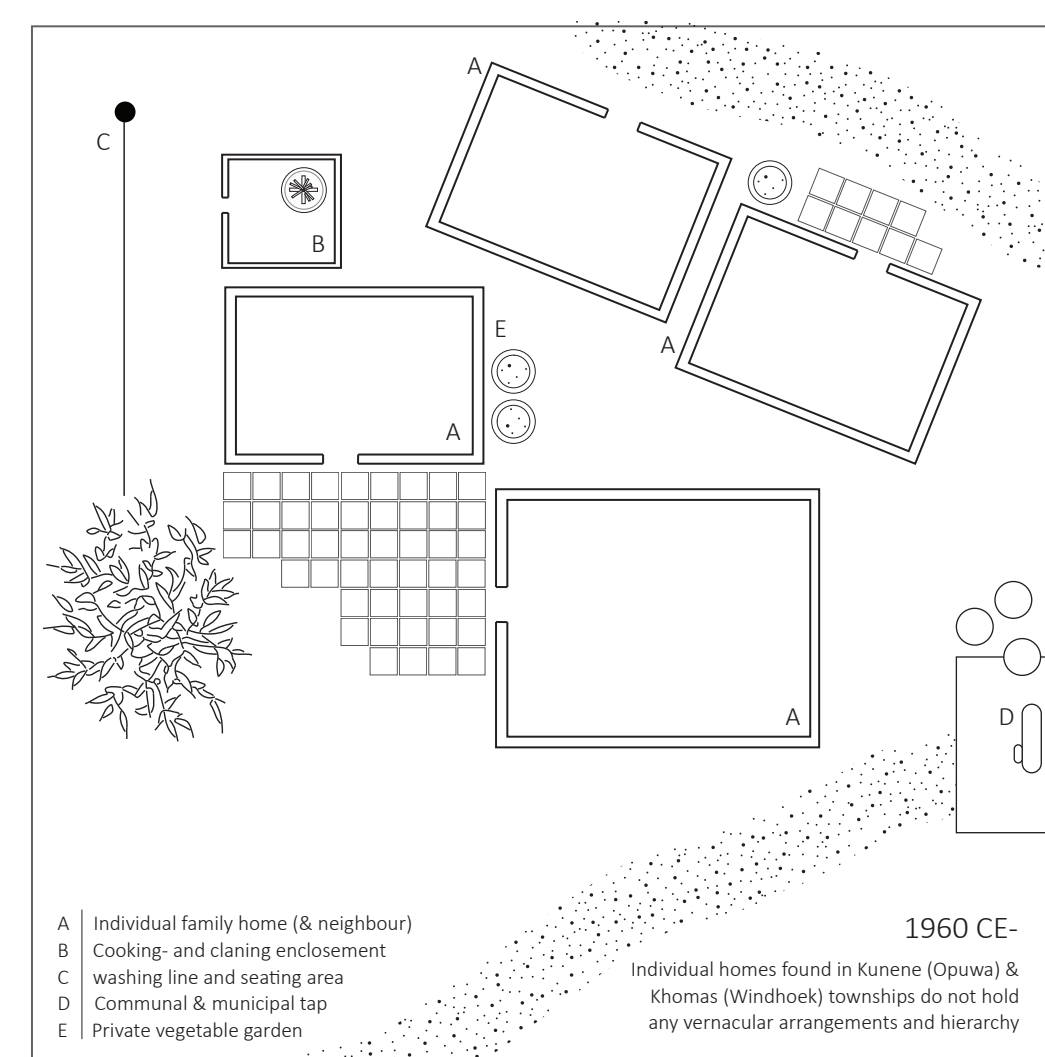 A
C
B
E
A
A
A
D
A Individual family home (& neighbour)
B Cooking- and claning enclosement
C washing line and seating area
D Communal & municipal tap
E Private vegetable garden
1960 CE-
Individual homes found in Kunene (Opuwa) &
Khomas (Windhoek) townships do not hold
any vernacular arrangements and hierarchy